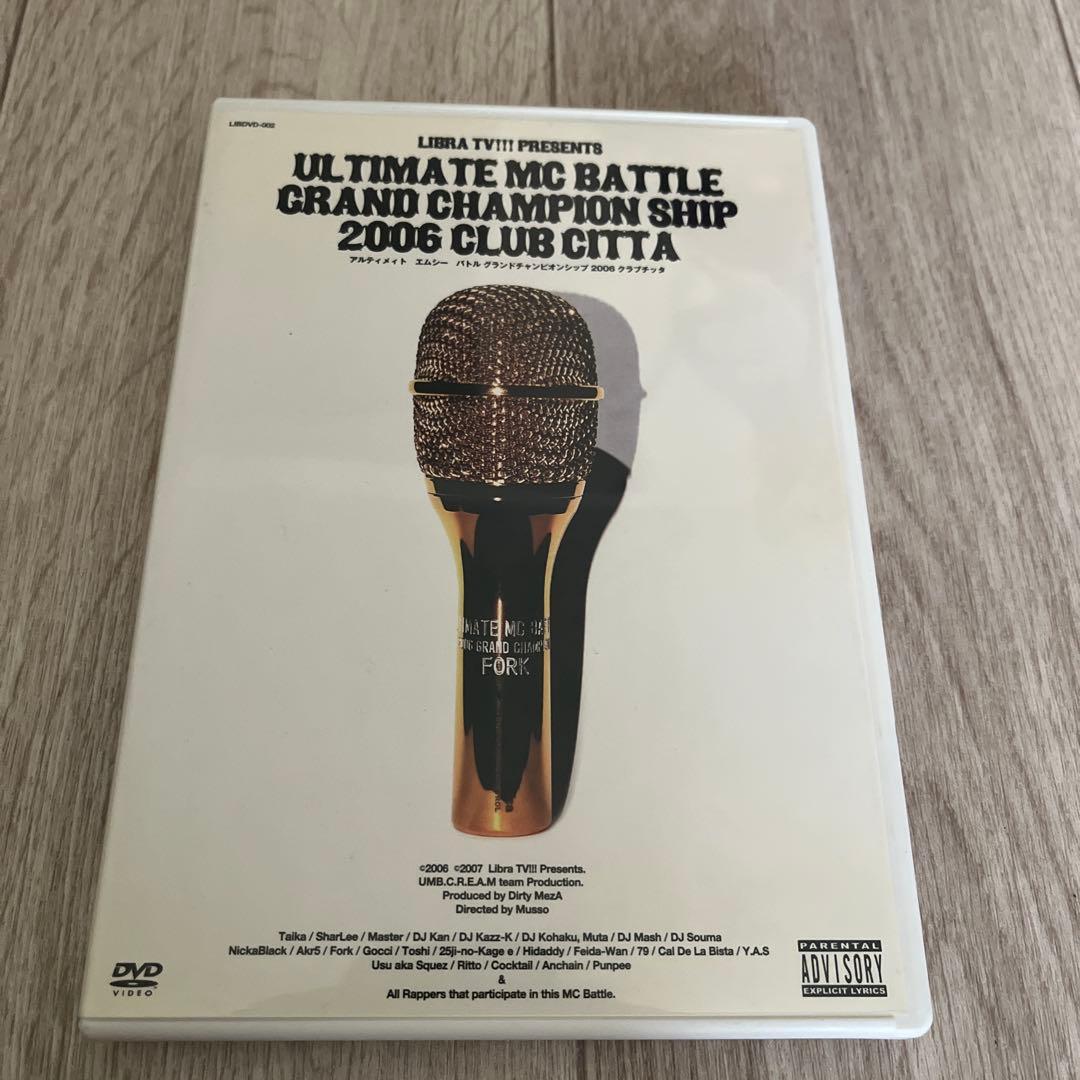 LIBDVD-002
LIBRA TV!!! PRESENTS
ULTIMATE MC BATTLE
GRAND CHAMPION SHIP
2006 CLUB CITTA
アルティメィト エムシー バトル グランドチャンピオンシップ 2006 クラブチッタ
IMATE MC BAT
2006 GRAND CHAMP
FORK
©2006 ©2007 Libra TV!!! Presents.
UMB.C.R.E.A.M team Production.
Produced by Dirty MezA
Directed by Musso
Taika / SharLee / Master / DJ Kan / DJ Kazz-K / DJ Kohaku, Muta / DJ Mash / DJ Souma
NickaBlack / Akr5 / Fork / Gocci / Toshi / 25ji-no-Kage e / Hidaddy / Feida-Wan / 79 / Cal De La Bista / Y.A.S
Usu aka Squez / Ritto / Cocktail / Anchain / Punpee
&
All Rappers that participate in this MC Battle.
DVD
VIDEO
PARENTAL
ADVISORY
EXPLICIT LYRICS